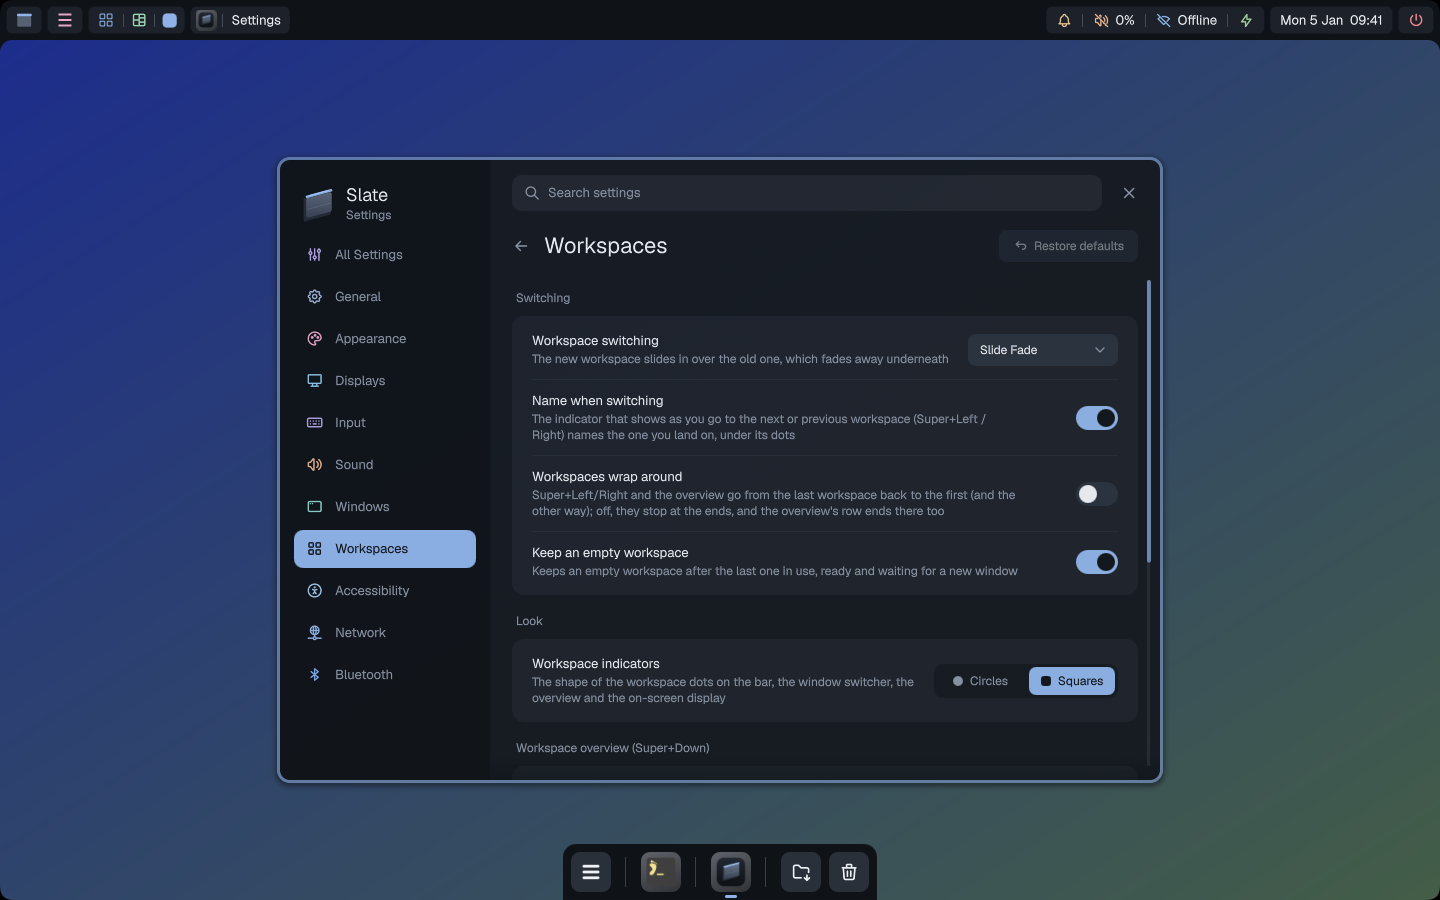 Settings
0%
Offline
Mon 5 Jan 09:41
Slate
Settings
Search settings
All Settings
General
Appearance
Displays
Input
Sound
Windows
Workspaces
Accessibility
Network
Bluetooth
Workspaces
Restore defaults
Switching
Workspace switching
The new workspace slides in over the old one, which fades away underneath
Slide Fade
Name when switching
The indicator that shows as you go to the next or previous workspace (Super+Left /
Right) names the one you land on, under its dots
Workspaces wrap around
Super+Left/Right and the overview go from the last workspace back to the first (and the
other way); off, they stop at the ends, and the overview's row ends there too
Keep an empty workspace
Keeps an empty workspace after the last one in use, ready and waiting for a new window
Look
Workspace indicators
The shape of the workspace dots on the bar, the window switcher, the
overview and the on-screen display
Circles
Squares
Workspace overview (Super+Down)